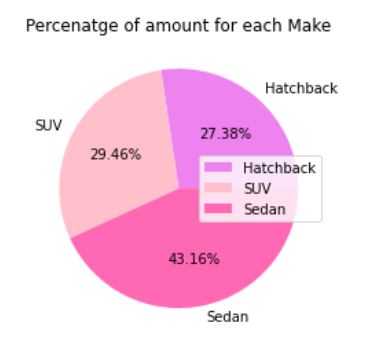 Percenatge of amount for each Make
Hatchback
SUV
27.38%
29.46%
Hatchback
SUV
Sedan
43.16%
Sedan